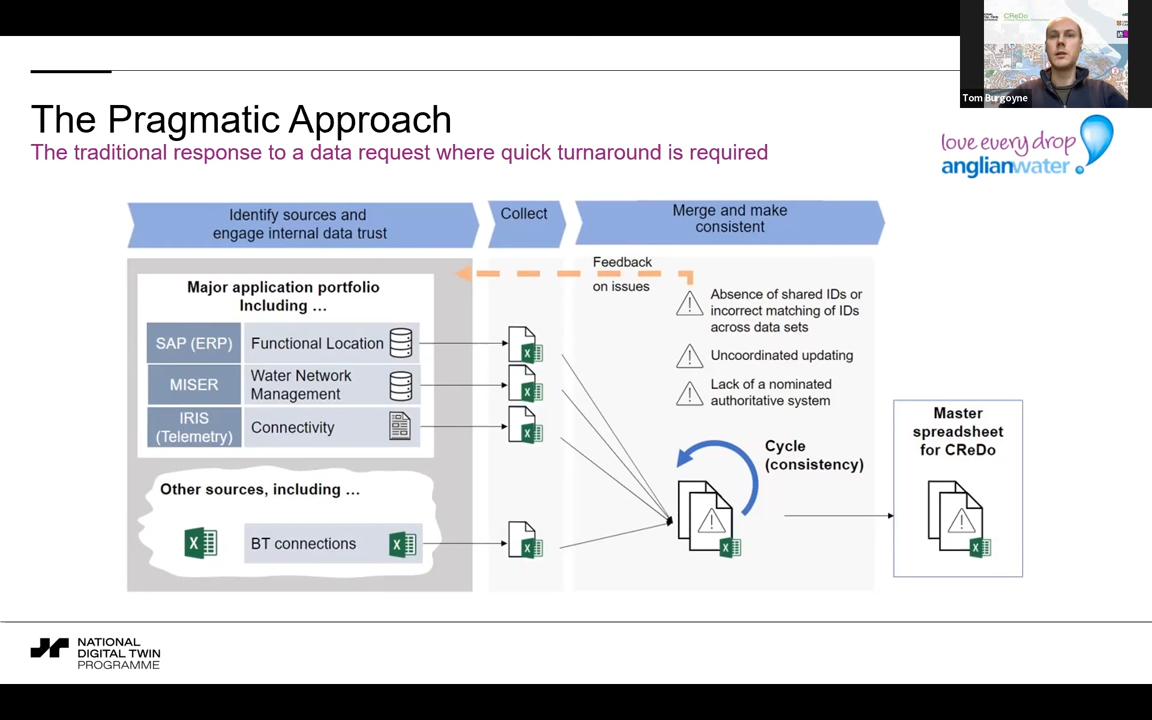 CReDo
Tom Burgoyne
The Pragmatic Approach
The traditional response to a data request where quick turnaround is required
love every drop
anglianwater
Identify sources and
engage internal data trust
Collect
Merge and make
consistent
Major application portfolio
Including ...
SAP (ERP)
Functional Location
MISER
Water Network
Management
IRIS
(Telemetry)
Connectivity
Other sources, including ...
BT connections
Feedback
on issues
Absence of shared IDs or
incorrect matching of IDs
across data sets
Uncoordinated updating
Lack of a nominated
authoritative system
Cycle
(consistency)
Master
spreadsheet
for CReDo
NATIONAL
DIGITAL TWIN
PROGRAMME